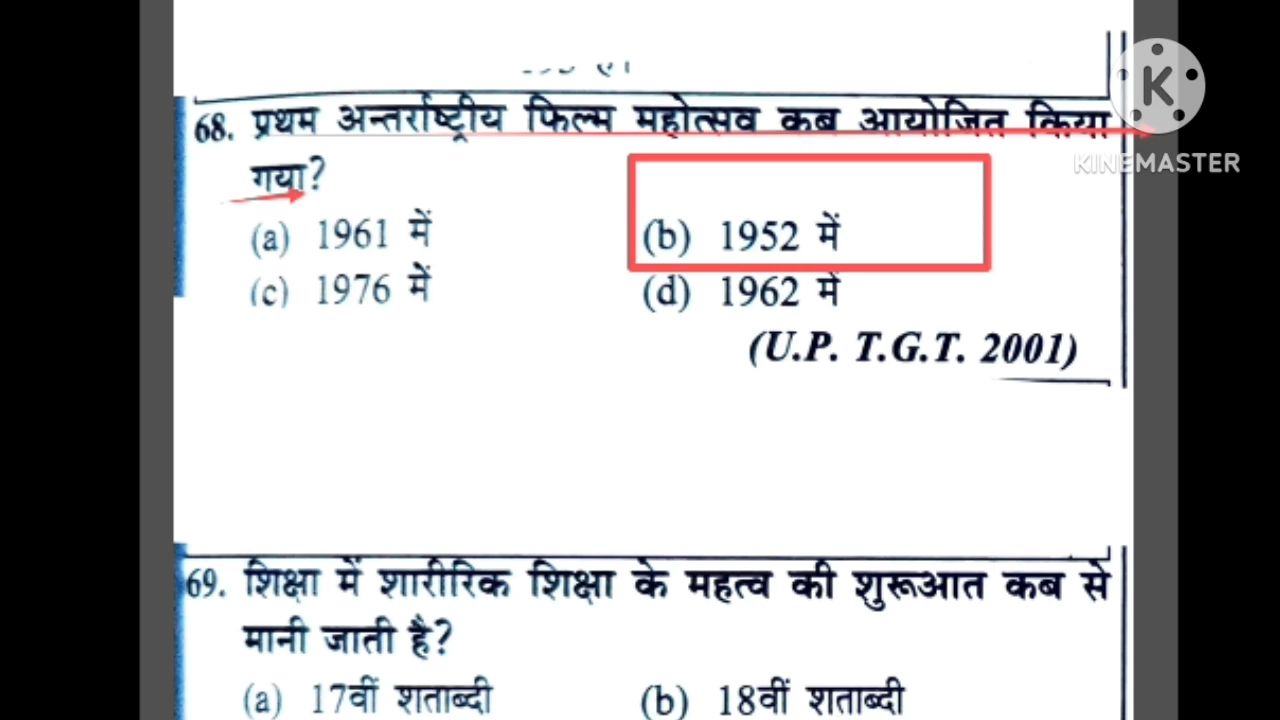 68. प्रथम अन्तर्राष्ट्रीय फिल्म महोत्सव कब आयोजित किया
गया?
(a) 1961 में
(b) 1952 में
(c) 1976 में
(d) 1962 में
(U.P. T.G.T. 2001)
KINEMASTER
69. शिक्षा में शारीरिक शिक्षा के महत्व की शुरूआत कब से
मानी जाती है?
(a) 17वीं शताब्दी
(b) 18वीं शताब्दी